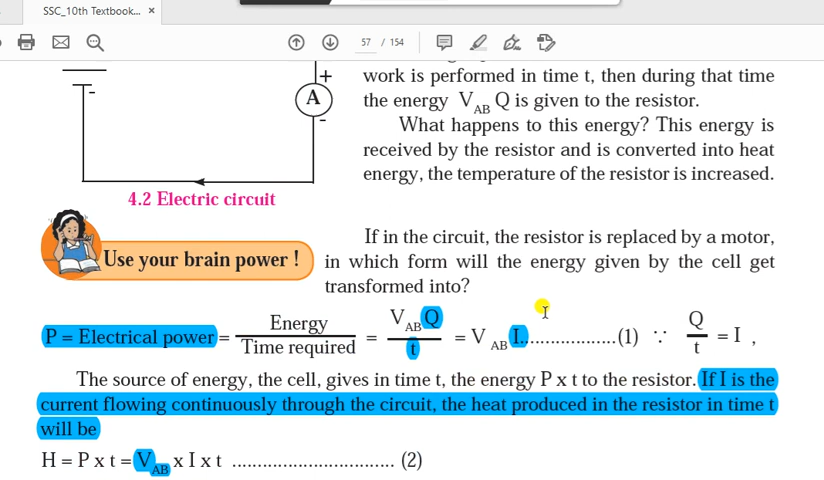 SSC_10th Textbook... ×
57 / 154
work is performed in time t, then during that time
+
A
the energy V_AB Q is given to the resistor.
-
-
What happens to this energy? This energy is
received by the resistor and is converted into heat
energy, the temperature of the resistor is increased.
4.2 Electric circuit
If in the circuit, the resistor is replaced by a motor,
Use your brain power !
in which form will the energy given by the cell get
transformed into?
P = Electrical power = Energy / Time required = V_AB Q / t = V_AB I..................(1) ∵ Q / t = I ,
The source of energy, the cell, gives in time t, the energy P x t to the resistor. If I is the
current flowing continuously through the circuit, the heat produced in the resistor in time t
will be
H = P x t = V_AB x I x t ................................ (2)